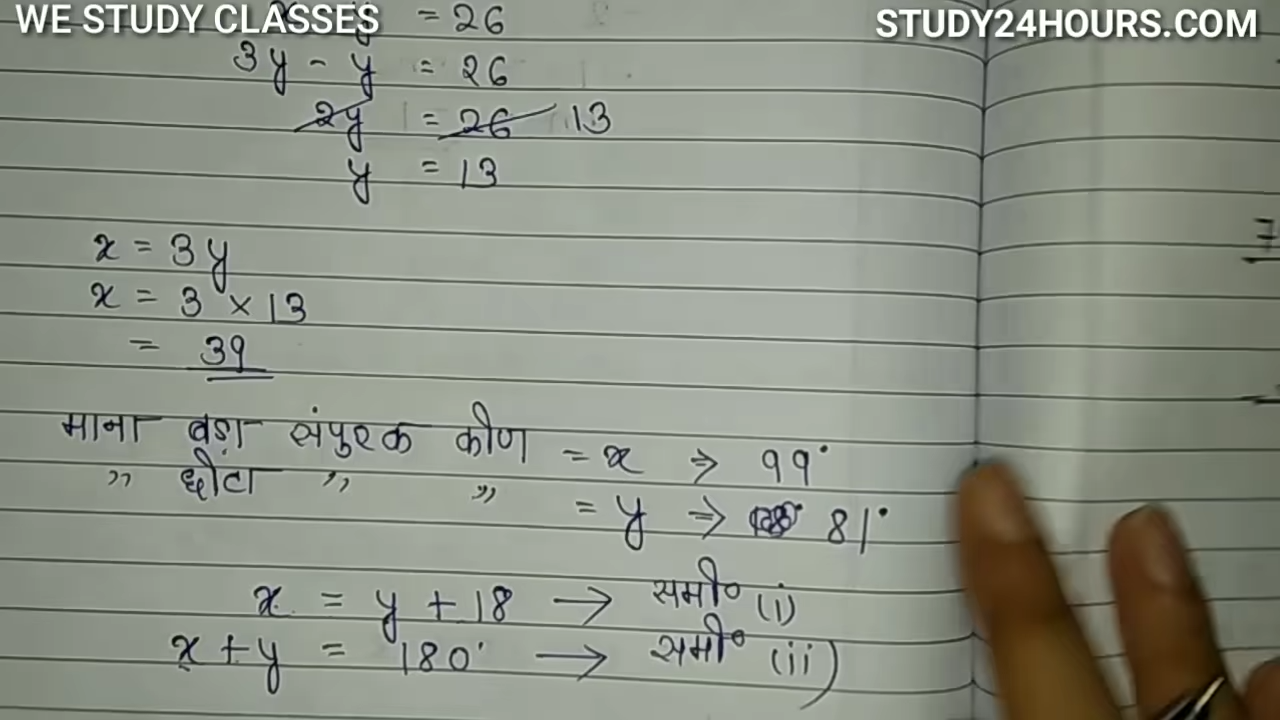 WE STUDY CLASSES
STUDY24HOURS.COM
y = 26
3y - y = 26
2y = 26 13
y = 13
x = 3y
x = 3 × 13
= 39
माना बड़ा संपुरक कोण = x ⇒ 99°
" छोटा " " = y ⇒ 81°
x = y + 18 → समी० (i)
x + y = 180° → समी० (ii)